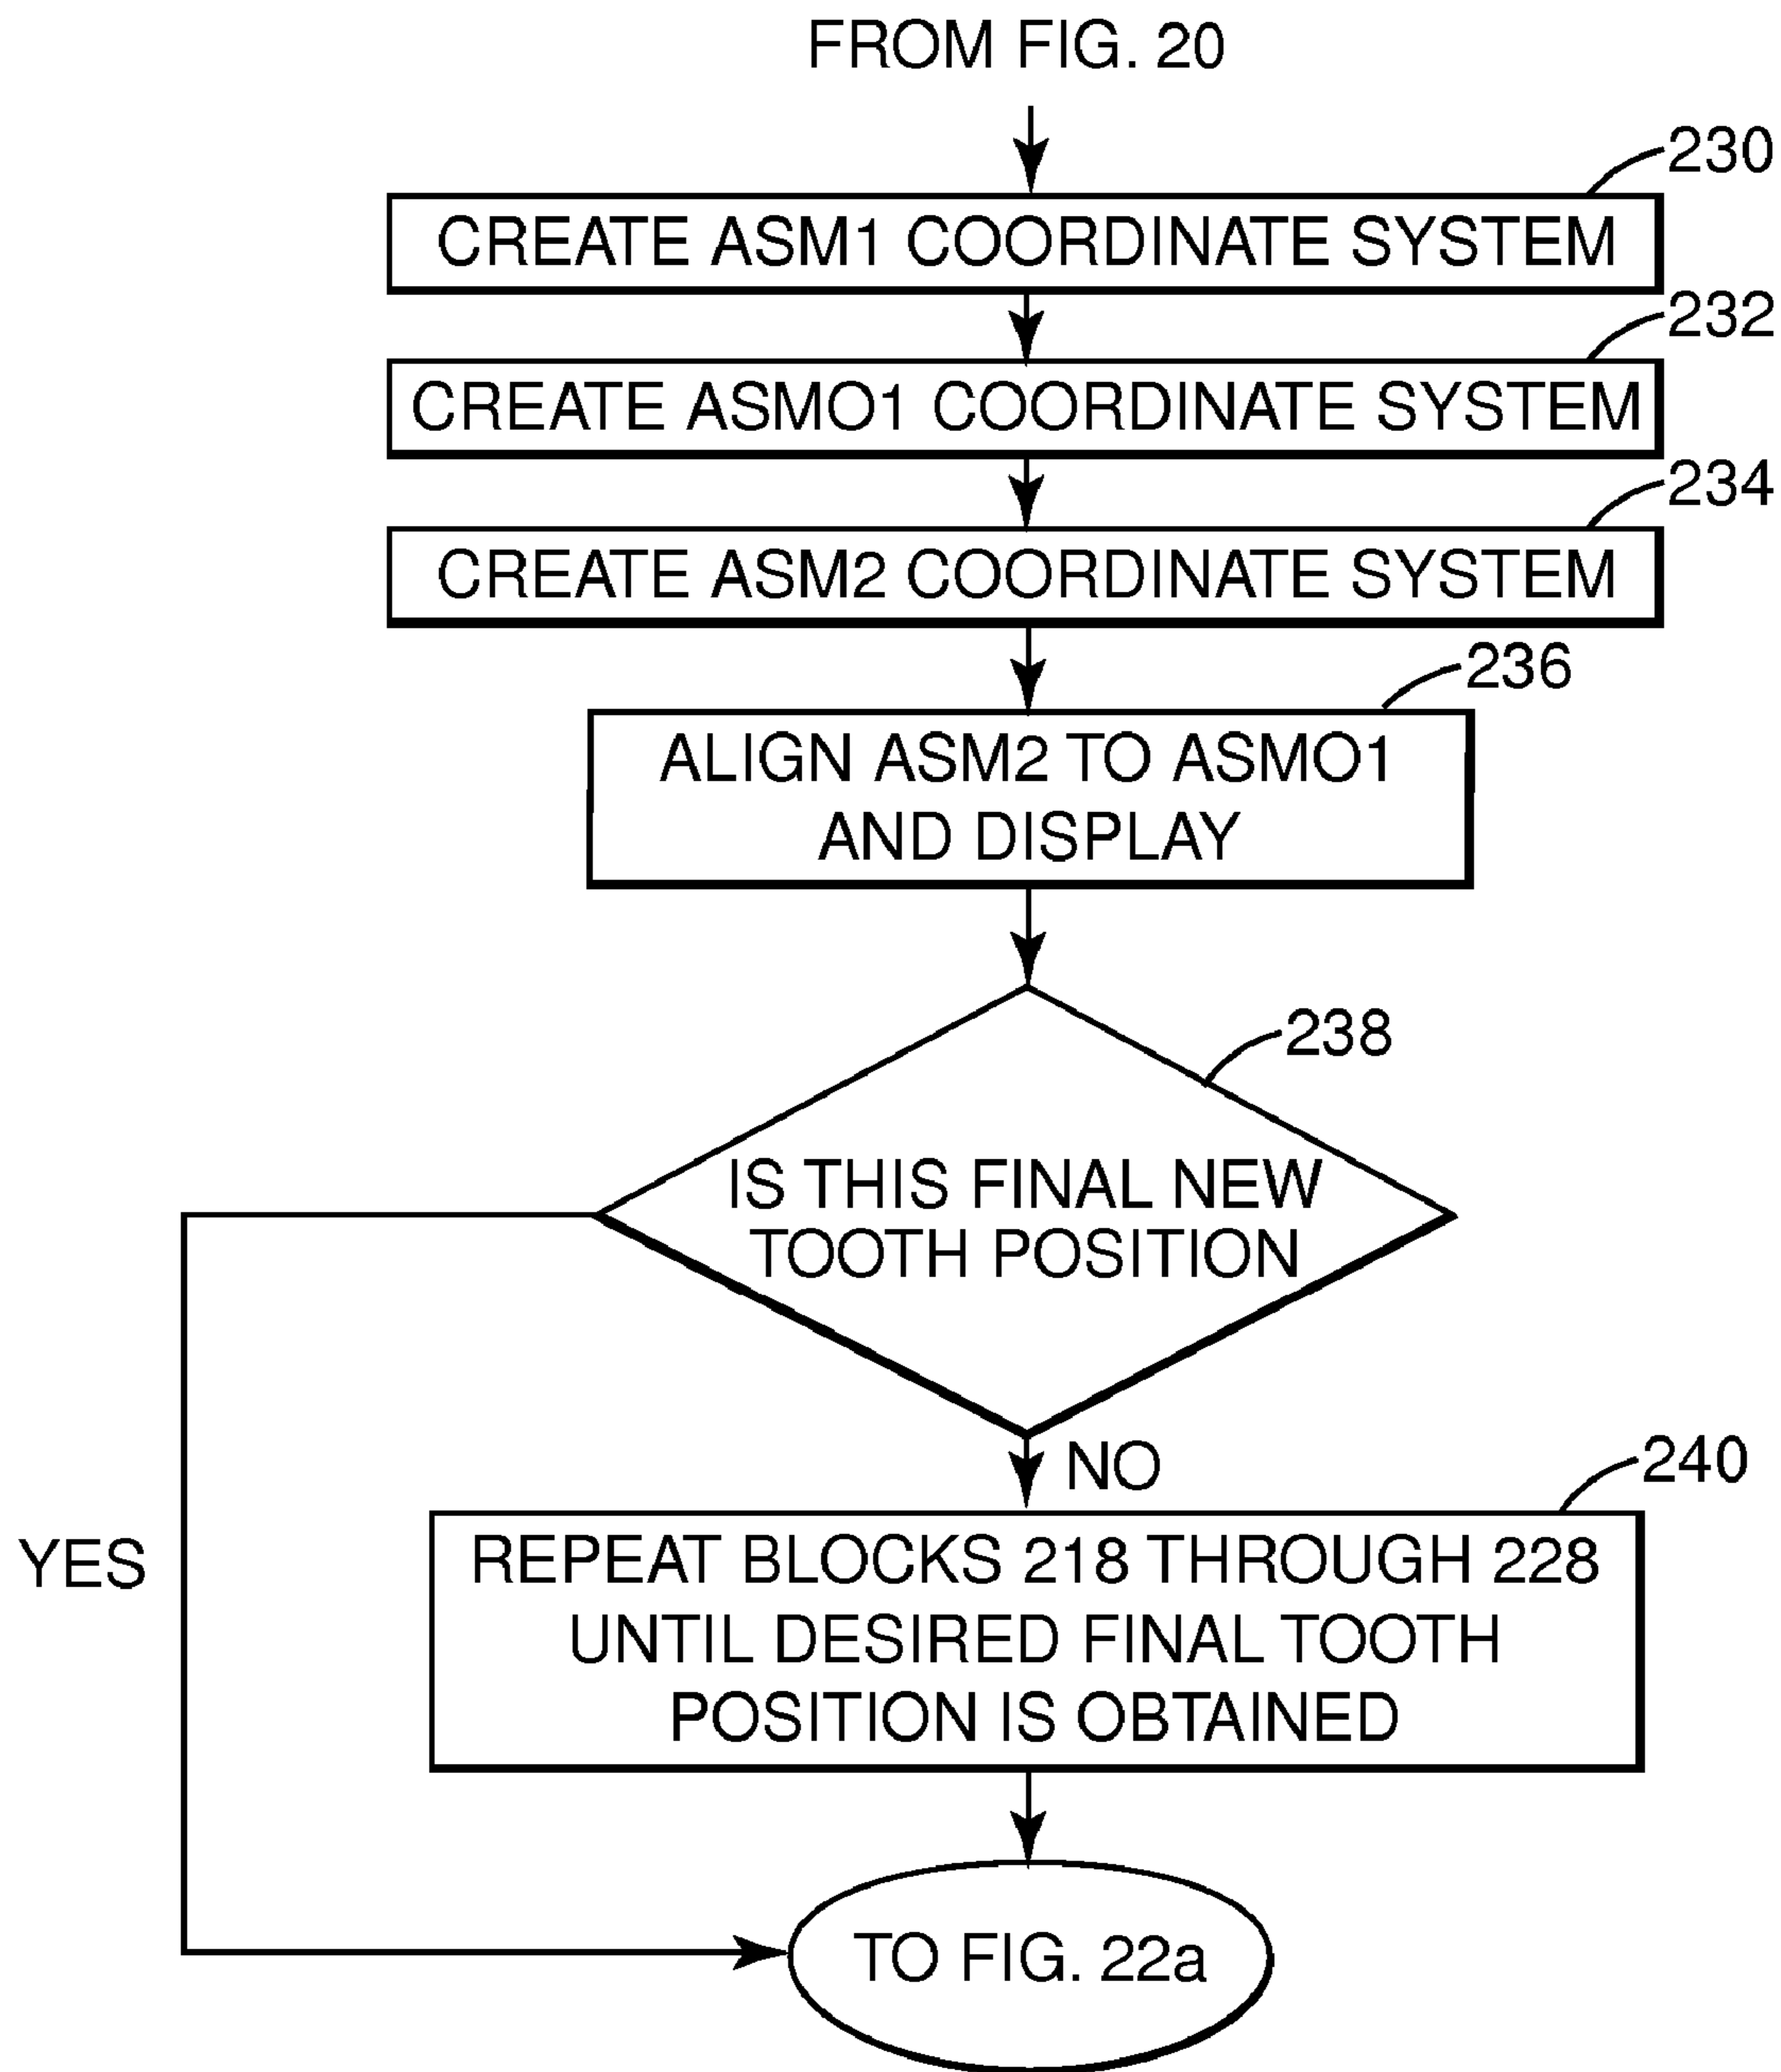 FROM FIG. 20
230
CREATE ASM1 COORDINATE SYSTEM
232
CREATE ASMO1 COORDINATE SYSTEM
234
CREATE ASM2 COORDINATE SYSTEM
236
ALIGN ASM2 TO ASMO1
AND DISPLAY
238
IS THIS FINAL NEW
TOOTH POSITION
NO
240
YES
REPEAT BLOCKS 218 THROUGH 228
UNTIL DESIRED FINAL TOOTH
POSITION IS OBTAINED
TO FIG. 22a